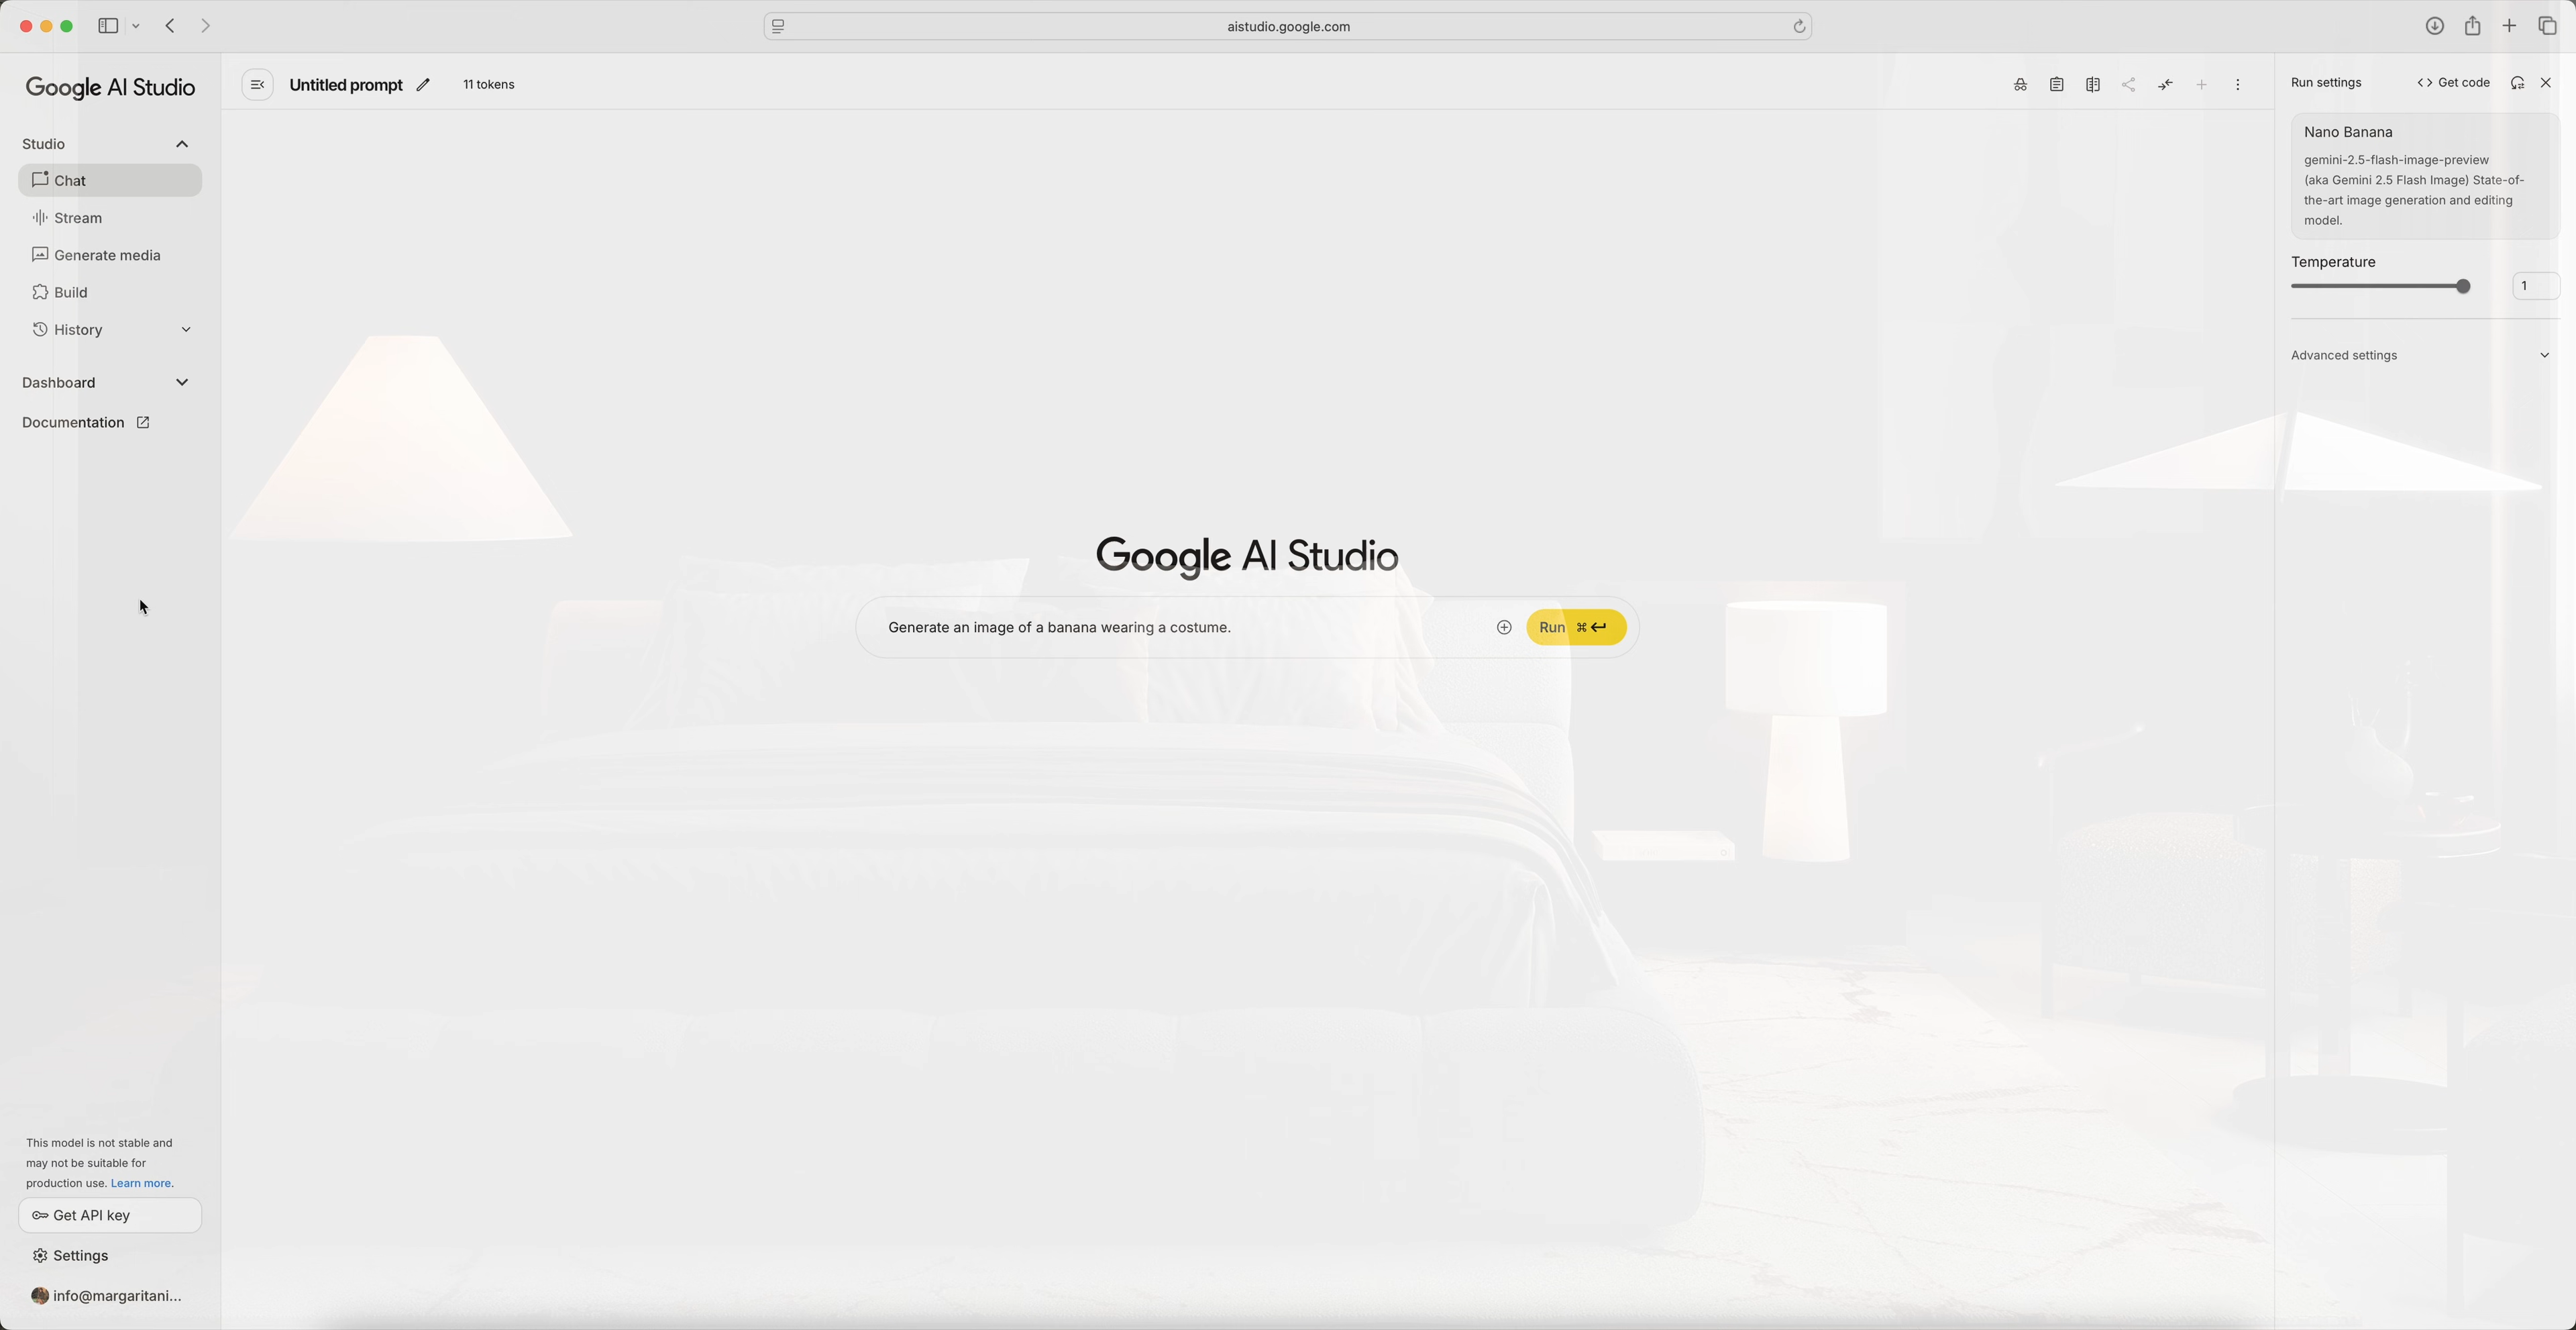 aistudio.google.com
Google AI Studio
Untitled prompt
11 tokens
Run settings
Get code
Studio
Chat
Stream
Generate media
Build
History
Dashboard
Documentation
Nano Banana
gemini-2.5-flash-image-preview
(aka Gemini 2.5 Flash Image) State-of-
the-art image generation and editing
model.
Temperature
1
Advanced settings
Google AI Studio
Generate an image of a banana wearing a costume.
Run ⌘↵
This model is not stable and
may not be suitable for
production use. Learn more.
Get API key
Settings
info@margaritani...